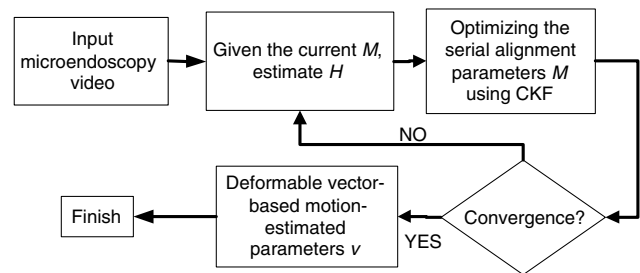 Input
microendoscopy
video
Given the current M,
estimate H
Optimizing the
serial alignment
parameters M
using CKF
NO
Convergence?
YES
Deformable vector-
based motion-
estimated
parameters v
Finish